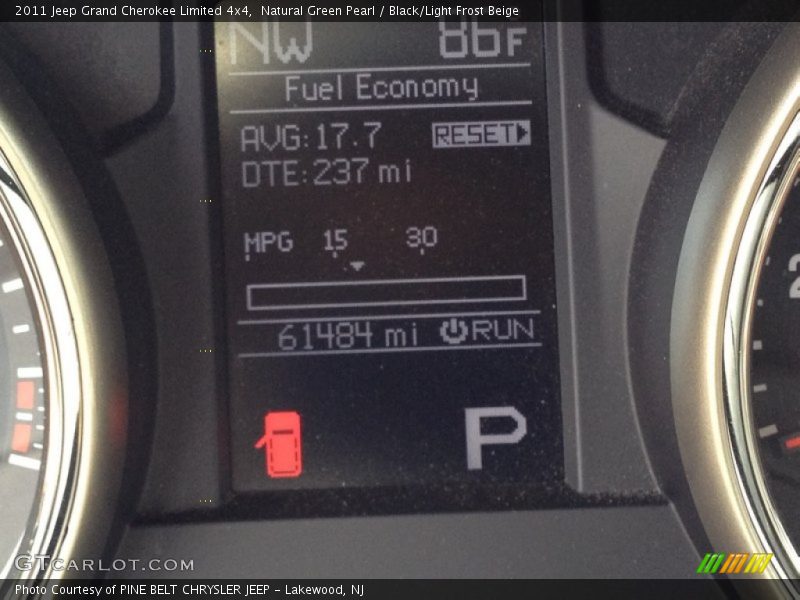 2011 Jeep Grand Cherokee Limited 4x4, Natural Green Pearl / Black/Light Frost Beige
NW 86F
Fuel Economy
AVG: 17.7 RESET
DTE: 237 mi
MPG 15 30
61484 mi RUN
P
2
GTCARLOT.COM
Photo Courtesy of PINE BELT CHRYSLER JEEP - Lakewood, NJ